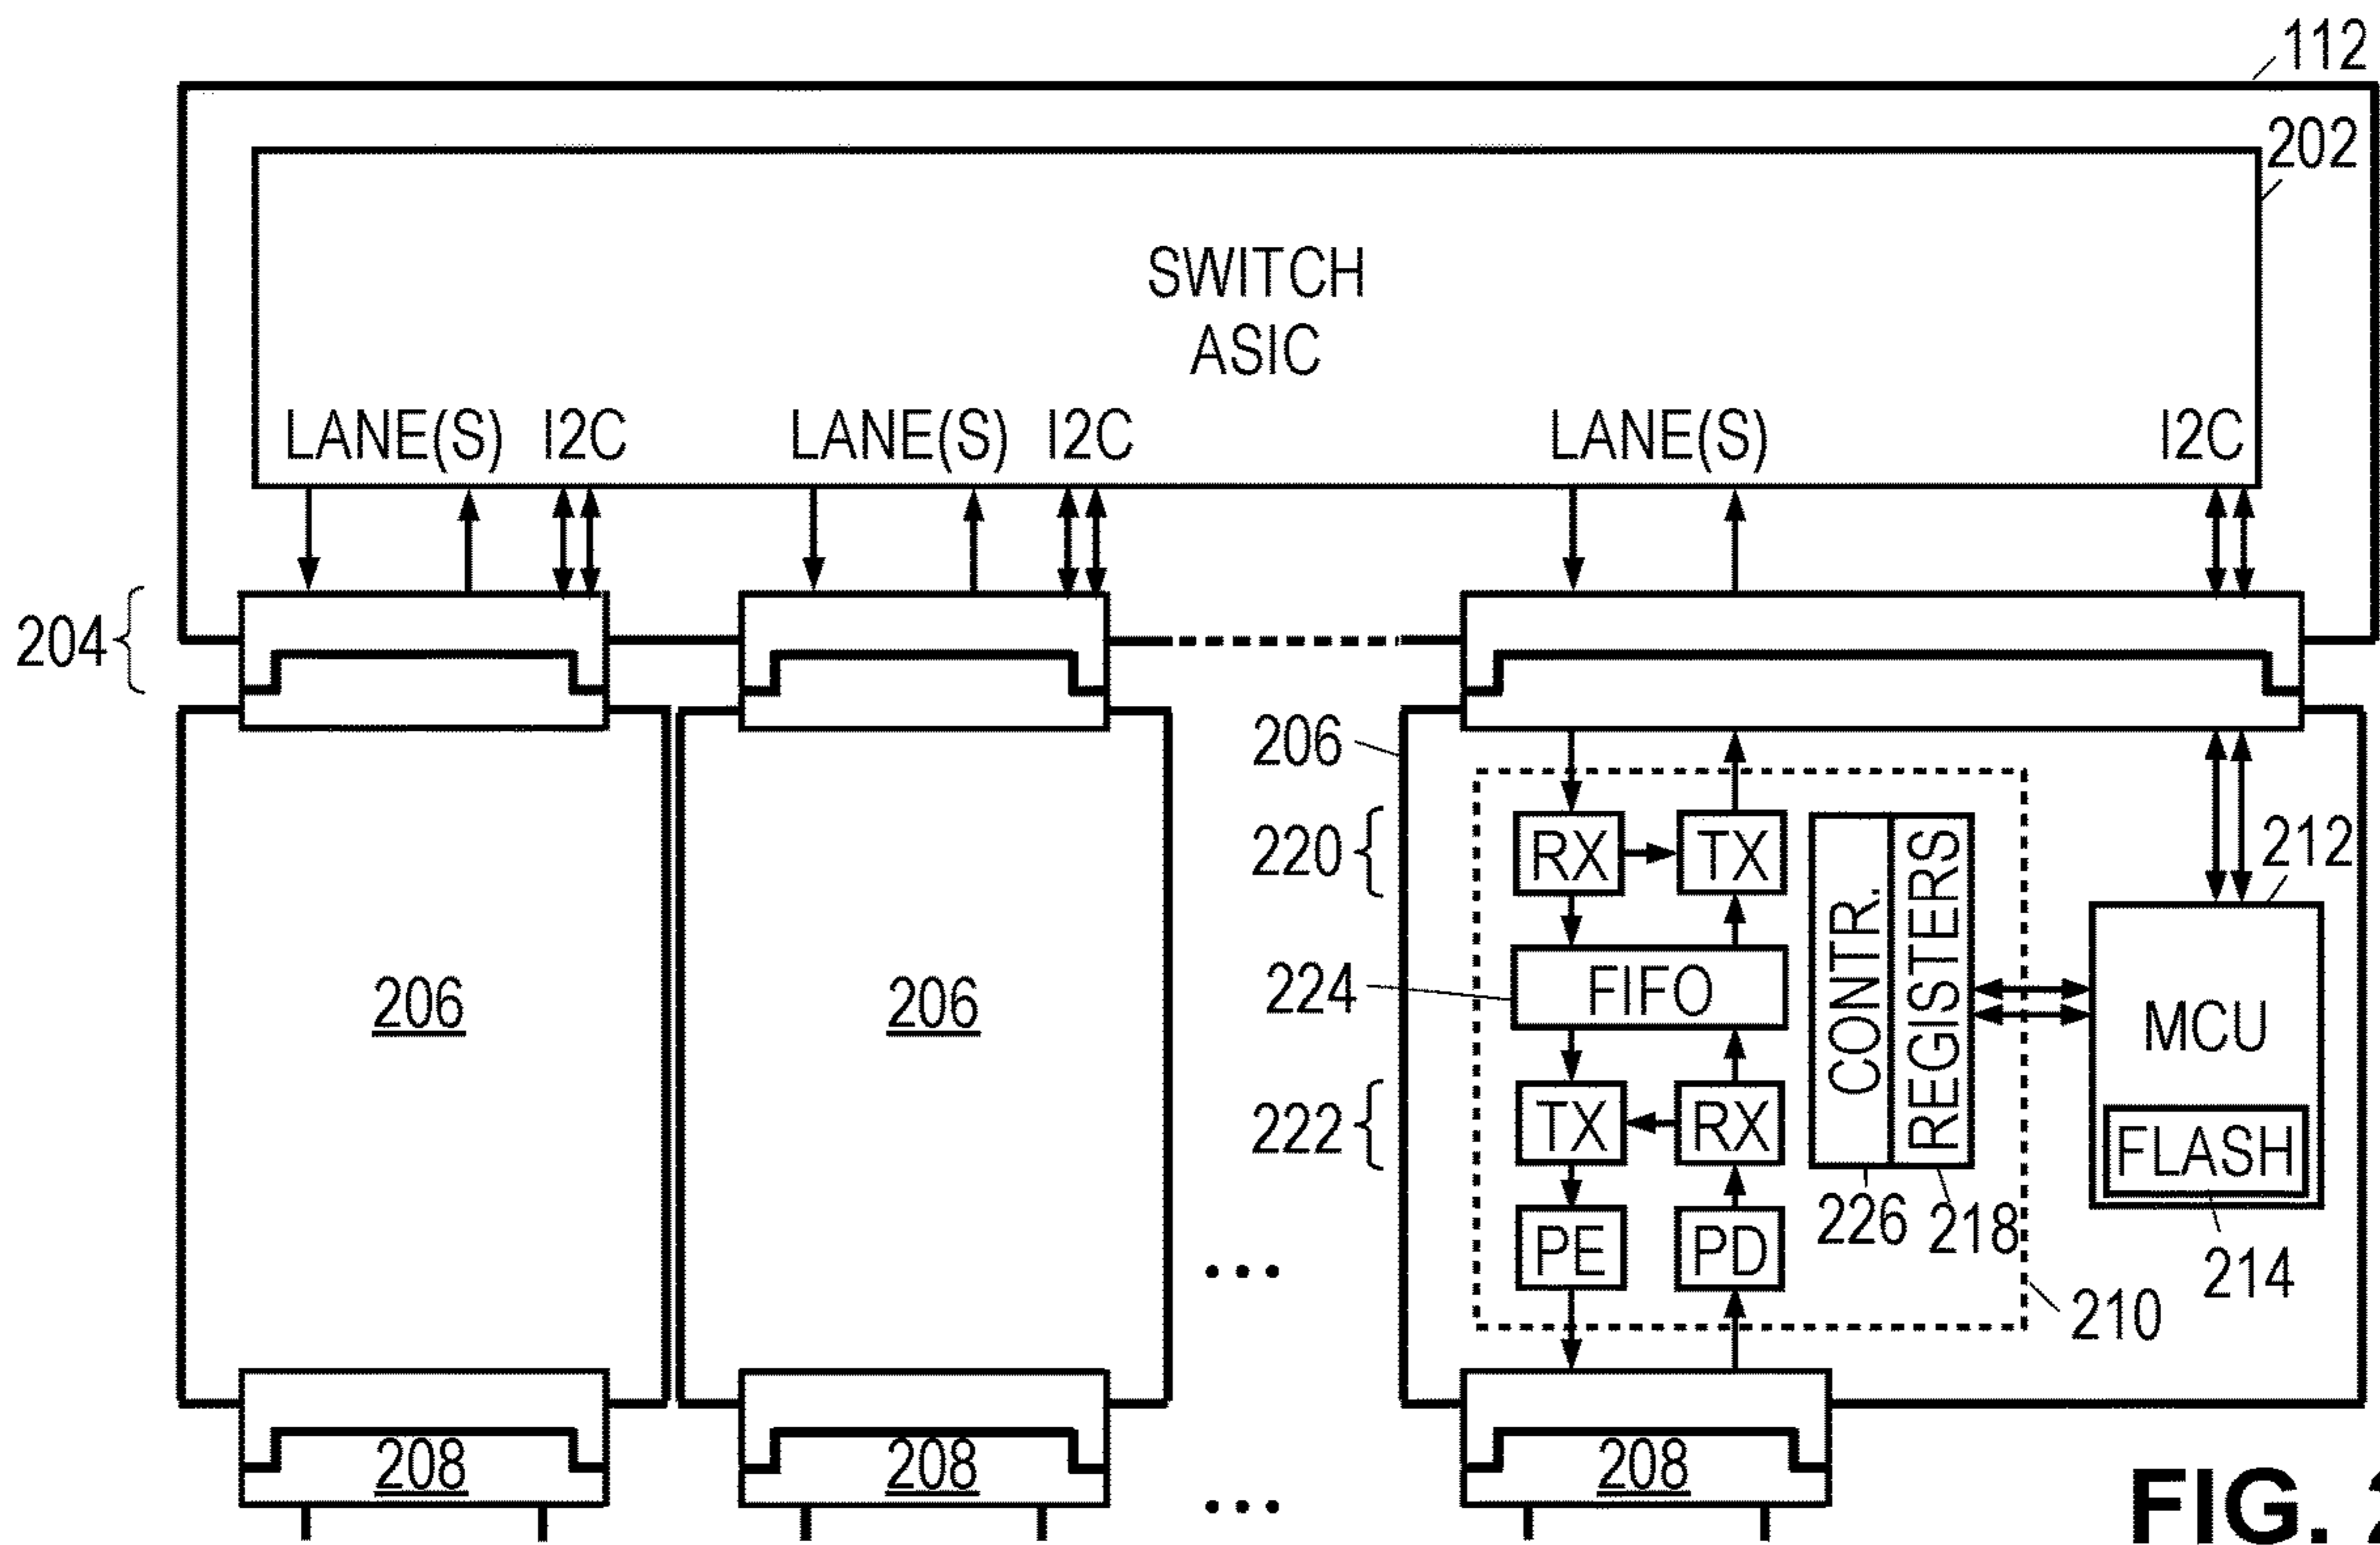 112
202
SWITCH
ASIC
LANE(S) I2C LANE(S) I2C LANE(S) I2C
204
206
220
RX TX
212
CONTR.
REGISTERS
206
206
224
FIFO
MCU
222
TX RX
FLASH
226
218
PE PD
214
210
...
208
208
...
208
FIG.